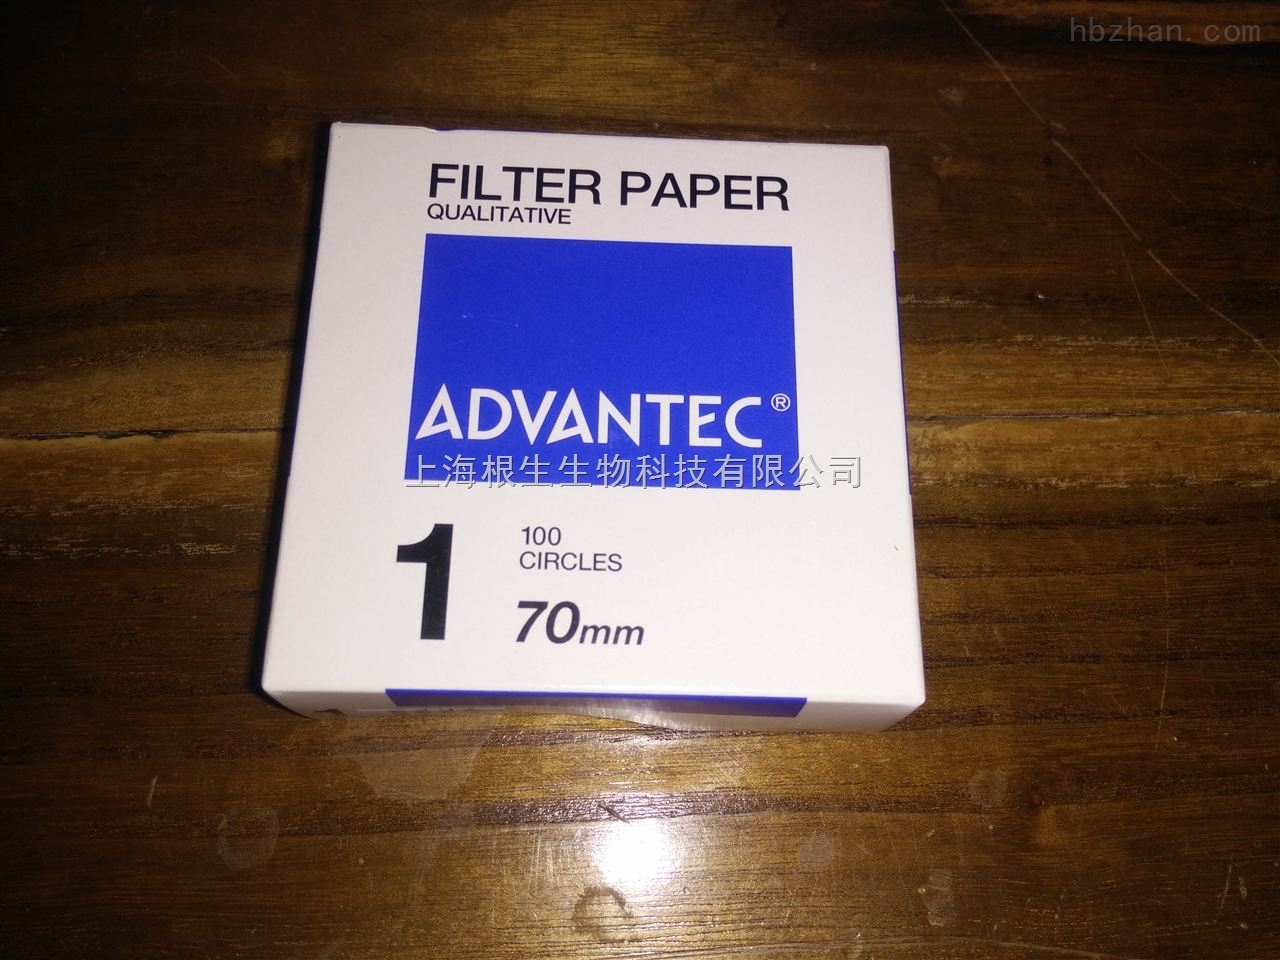 hbzhan.com
FILTER PAPER
QUALITATIVE
ADVANTEC®
上海根生生物科技有限公司
1
100
CIRCLES
70mm